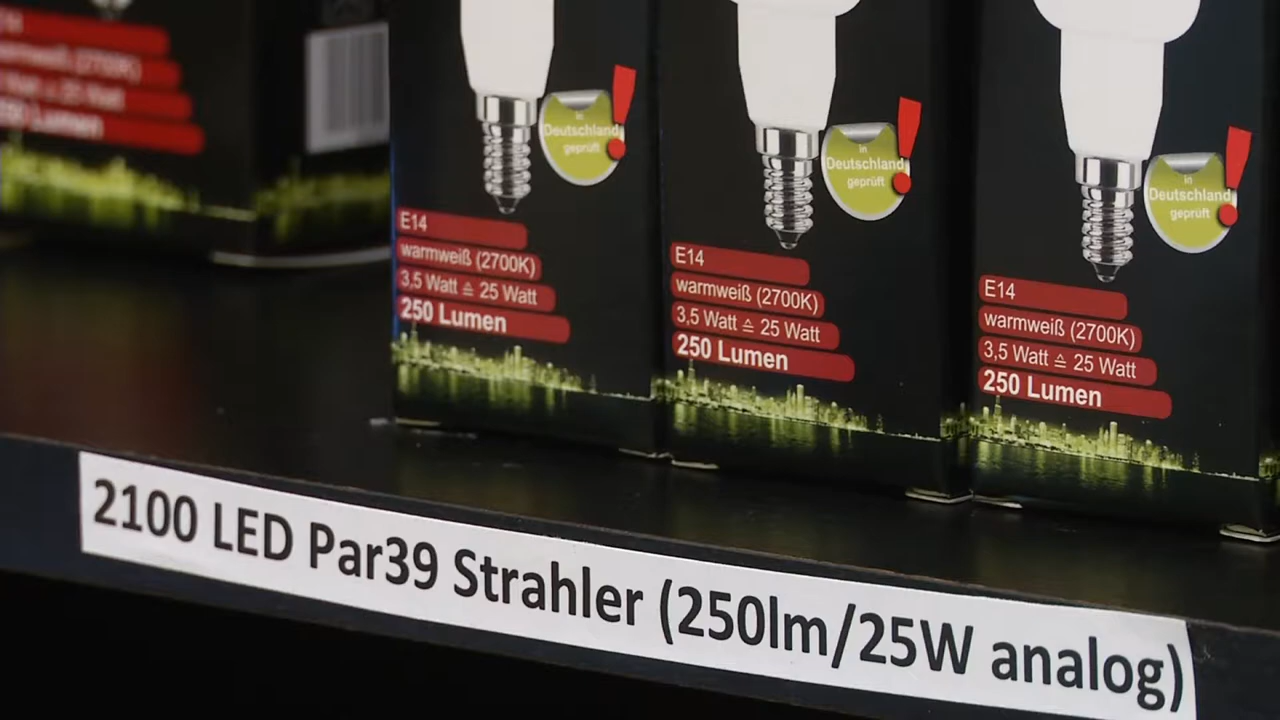 in
Deutschland
geprüft
E14
warmweiß (2700K)
3,5 Watt ≙ 25 Watt
250 Lumen
in
Deutschland
geprüft
E14
warmweiß (2700K)
3,5 Watt ≙ 25 Watt
250 Lumen
in
Deutschland
geprüft
E14
warmweiß (2700K)
3,5 Watt ≙ 25 Watt
250 Lumen
2100 LED Par39 Strahler (250lm/25W analog)